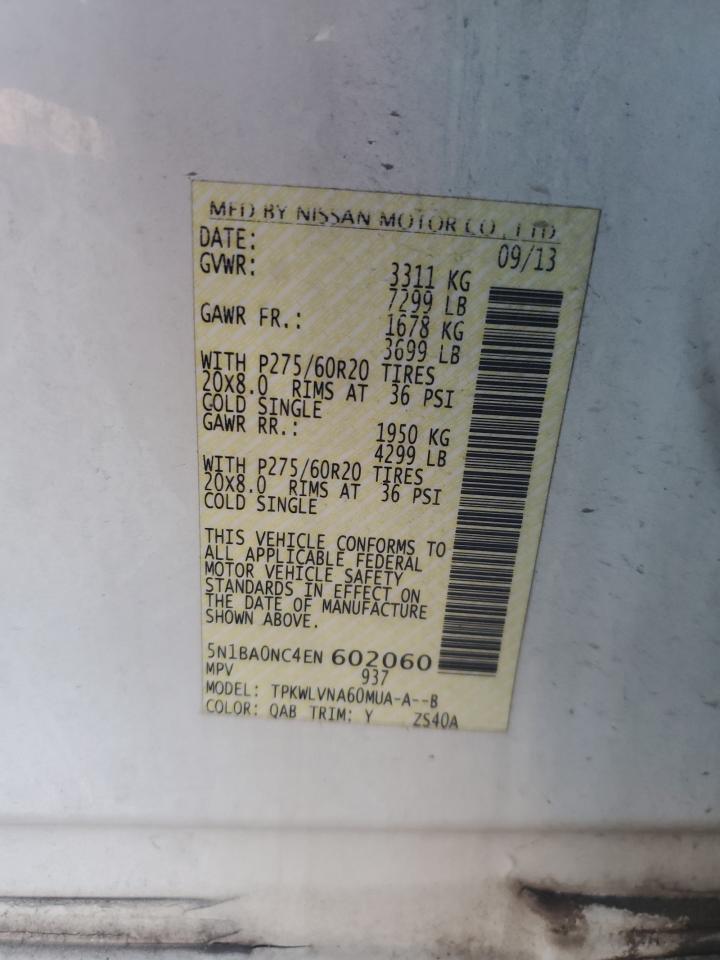 MFD BY NISSAN MOTOR CO., LTD
DATE: 09/13
GVWR: 3311 KG
7299 LB
GAWR FR.: 1678 KG
3699 LB
WITH P275/60R20 TIRES
20X8.0 RIMS AT 36 PSI
COLD SINGLE
GAWR RR.: 1950 KG
4299 LB
WITH P275/60R20 TIRES
20X8.0 RIMS AT 36 PSI
COLD SINGLE
THIS VEHICLE CONFORMS TO
ALL APPLICABLE FEDERAL
MOTOR VEHICLE SAFETY
STANDARDS IN EFFECT ON
THE DATE OF MANUFACTURE
SHOWN ABOVE.
5N1BA0NC4EN 602060
MPV 937
MODEL: TPKWLVNA60MUA-A--B
COLOR: QAB TRIM: Y ZS40A